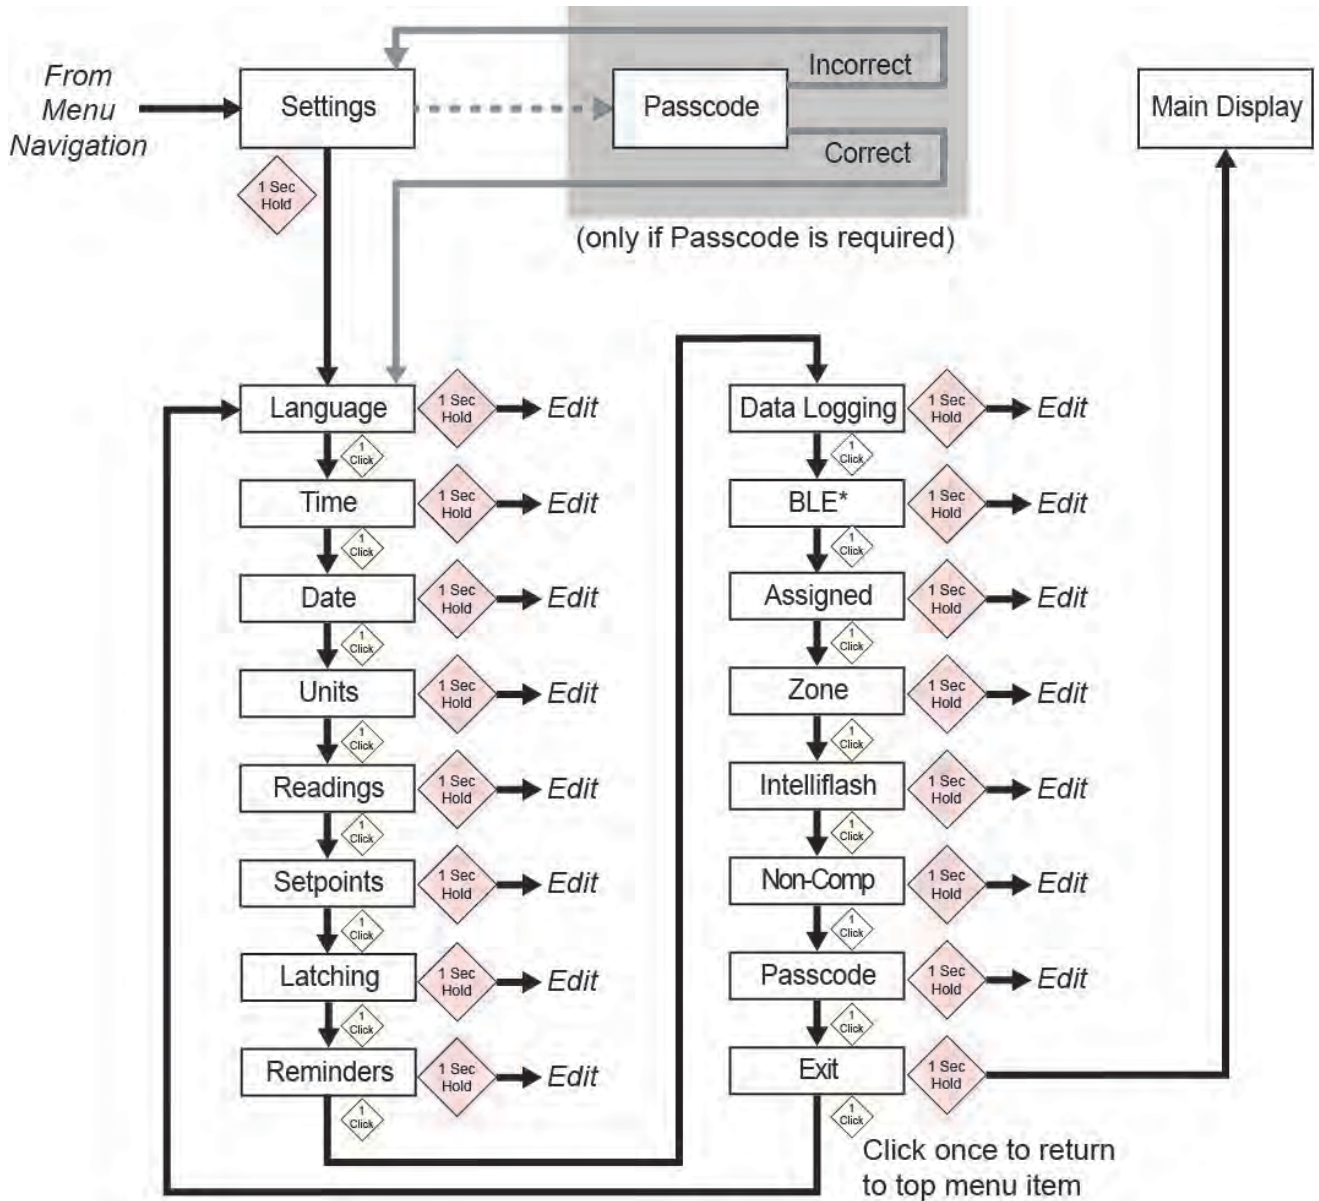 From
Menu
Navigation
Settings
Passcode
Incorrect
Correct
Main Display
1 Sec
Hold
(only if Passcode is required)
Language
1 Sec
Hold
Edit
1
Click
Time
1 Sec
Hold
Edit
1
Click
Date
1 Sec
Hold
Edit
1
Click
Units
1 Sec
Hold
Edit
1
Click
Readings
1 Sec
Hold
Edit
1
Click
Setpoints
1 Sec
Hold
Edit
1
Click
Latching
1 Sec
Hold
Edit
1
Click
Reminders
1 Sec
Hold
Edit
1
Click
Data Logging
1 Sec
Hold
Edit
1
Click
BLE*
1 Sec
Hold
Edit
1
Click
Assigned
1 Sec
Hold
Edit
1
Click
Zone
1 Sec
Hold
Edit
1
Click
Intelliflash
1 Sec
Hold
Edit
1
Click
Non-Comp
1 Sec
Hold
Edit
1
Click
Passcode
1 Sec
Hold
Edit
1
Click
Exit
1 Sec
Hold
1
Click
Click once to return
to top menu item